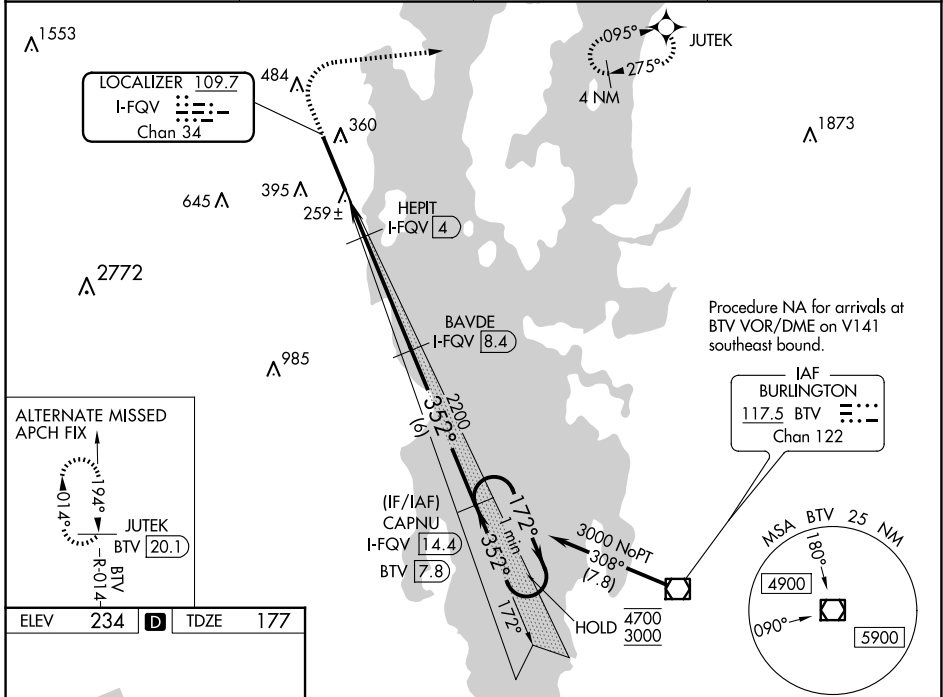 1553
484
LOCALIZER 109.7
I-FQV
Chan 34
360
095°
JUTEK
275°
4 NM
1873
645
395
259±
HEPIT
I-FQV 4
2772
BAVDE
I-FQV 8.4
985
Procedure NA for arrivals at
BTV VOR/DME on V141
southeast bound.
IAF
BURLINGTON
117.5 BTV
Chan 122
2200
352°
(6)
ALTERNATE MISSED
APCH FIX
014°
194°
JUTEK
BTV 20.1
R-014
BTV
(IF/IAF)
CAPNU
I-FQV 14.4
BTV 7.8
172°
1 min
352°
172°
3000 NoPT
308°
(7.8)
HOLD 4700
3000
MSA BTV 25 NM
180°
4900
090°
5900
ELEV 234 D TDZE 177